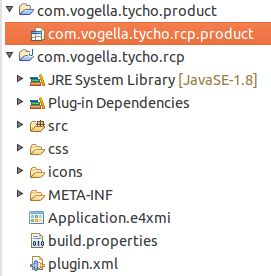 com.vogella.tycho.product
com.vogella.tycho.rcp.product
com.vogella.tycho.rcp
JRE System Library [JavaSE-1.8]
Plug-in Dependencies
src
css
icons
META-INF
Application.e4xmi
build.properties
plugin.xml